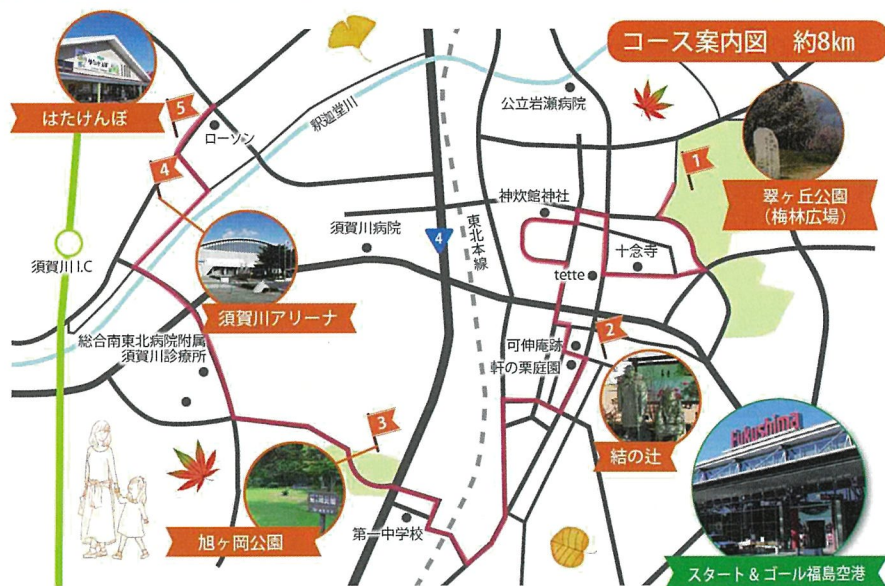 コース案内図 約8km
はたけんぼ
5
ローソン
釈迦堂川
4
公立岩瀬病院
1
翠ヶ丘公園
(梅林広場)
神炊館神社
須賀川病院
4
東北本線
十念寺
tette
須賀川I.C
須賀川アリーナ
総合南東北病院附属
須賀川診療所
可伸庵跡
軒の栗庭園
2
結の辻
3
旭ヶ岡公園
第一中学校
Fukushima
スタート&ゴール福島空港